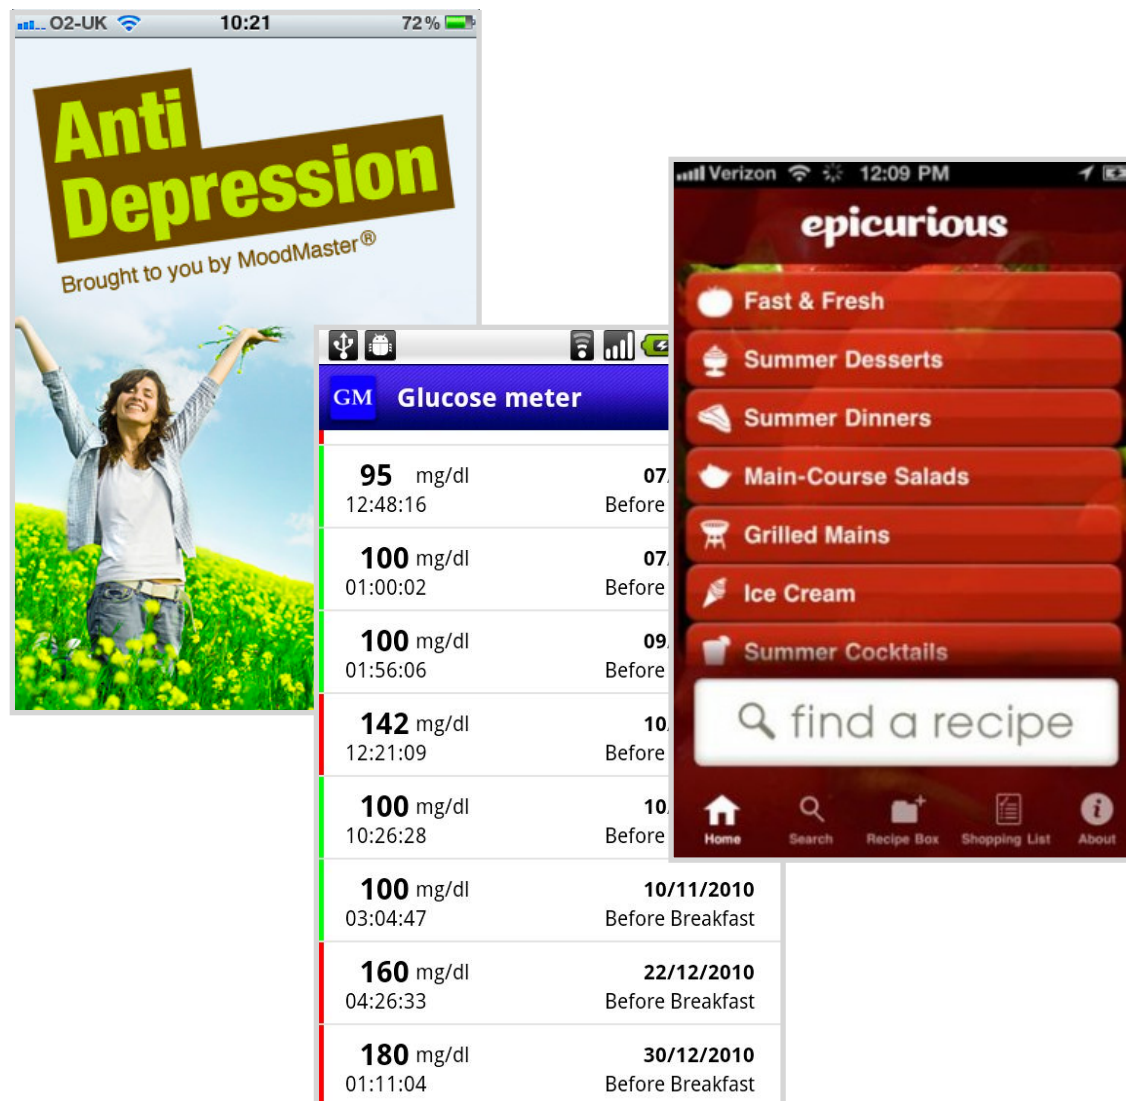 O2-UK 10:21 72%
Anti
Depression
Brought to you by MoodMaster®
GM Glucose meter
95 mg/dl 07
12:48:16 Before
100 mg/dl 07
01:00:02 Before
100 mg/dl 09
01:56:06 Before
142 mg/dl 10
12:21:09 Before
100 mg/dl 10
10:26:28 Before
100 mg/dl 10/11/2010
03:04:47 Before Breakfast
160 mg/dl 22/12/2010
04:26:33 Before Breakfast
180 mg/dl 30/12/2010
01:11:04 Before Breakfast
Verizon 12:09 PM
epicurious
Fast & Fresh
Summer Desserts
Summer Dinners
Main-Course Salads
Grilled Mains
Ice Cream
Summer Cocktails
find a recipe
Home Search Recipe Box Shopping List About